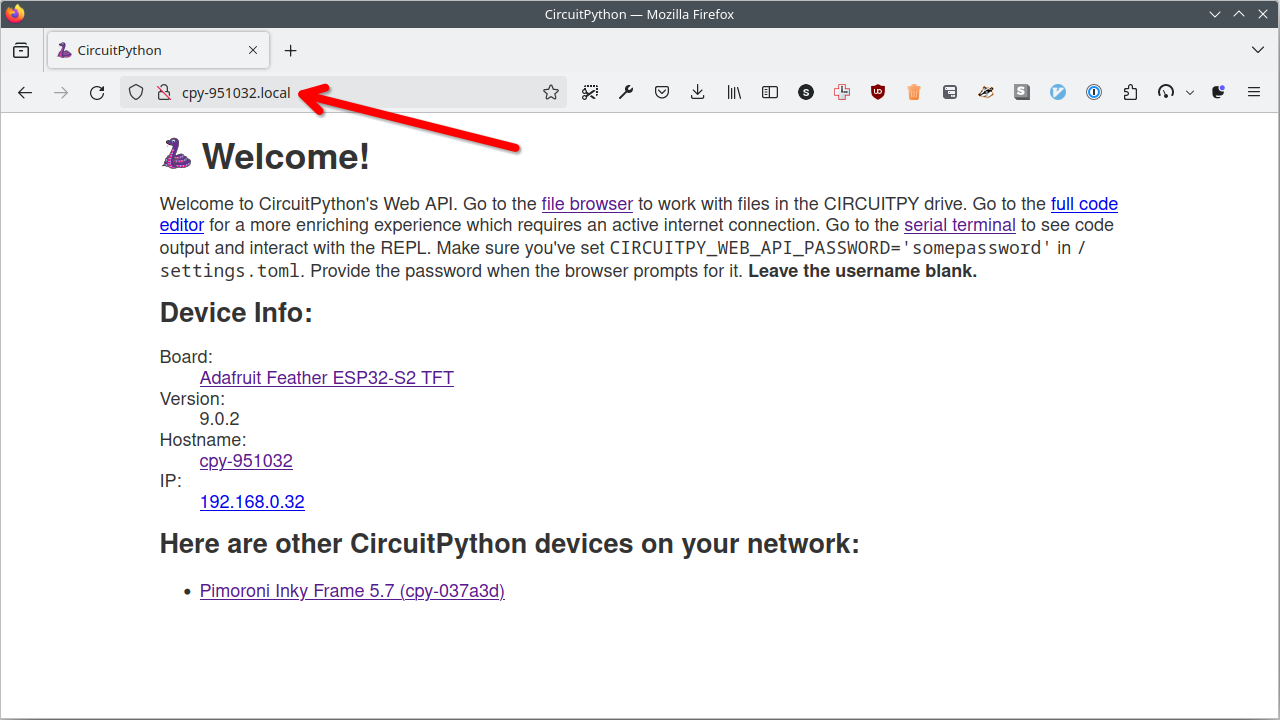 CircuitPython — Mozilla Firefox
CircuitPython
cpy-951032.local
Welcome!
Welcome to CircuitPython's Web API. Go to the file browser to work with files in the CIRCUITPY drive. Go to the full code
editor for a more enriching experience which requires an active internet connection. Go to the serial terminal to see code
output and interact with the REPL. Make sure you've set CIRCUITPY_WEB_API_PASSWORD='somepassword' in /
settings.toml. Provide the password when the browser prompts for it. Leave the username blank.
Device Info:
Board:
Adafruit Feather ESP32-S2 TFT
Version:
9.0.2
Hostname:
cpy-951032
IP:
192.168.0.32
Here are other CircuitPython devices on your network:
• Pimoroni Inky Frame 5.7 (cpy-037a3d)